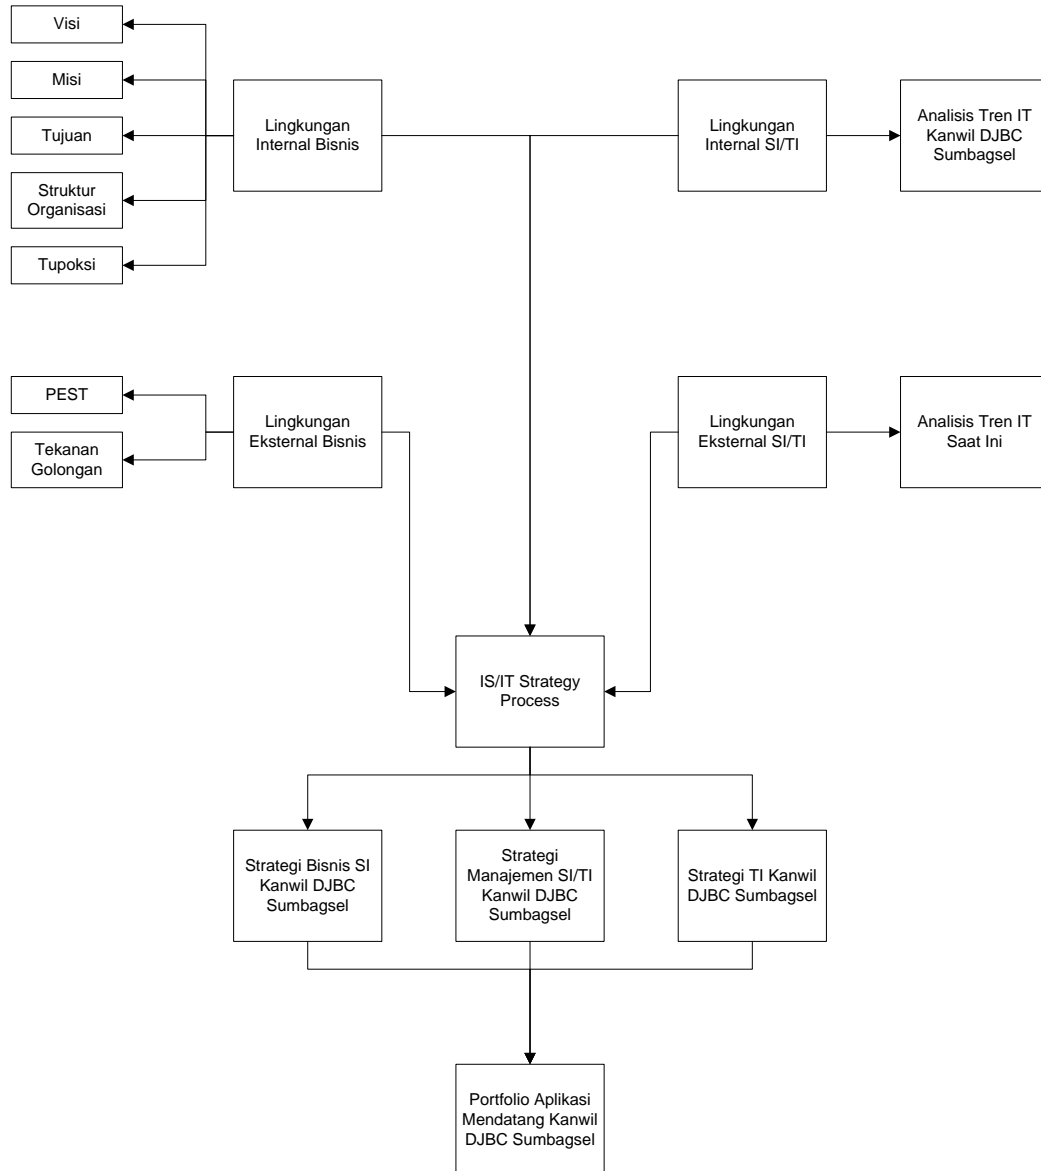 Visi
Misi
Tujuan
Struktur
Organisasi
Tupoksi
Lingkungan
Internal Bisnis
Lingkungan
Internal SI/TI
Analisis Tren IT
Kanwil DJBC
Sumbagsel
PEST
Tekanan
Golongan
Lingkungan
Eksternal Bisnis
Lingkungan
Eksternal SI/TI
Analisis Tren IT
Saat Ini
IS/IT Strategy
Process
Strategi Bisnis SI
Kanwil DJBC
Sumbagsel
Strategi
Manajemen SI/TI
Kanwil DJBC
Sumbagsel
Strategi TI Kanwil
DJBC Sumbagsel
Portfolio Aplikasi
Mendatang Kanwil
DJBC Sumbagsel